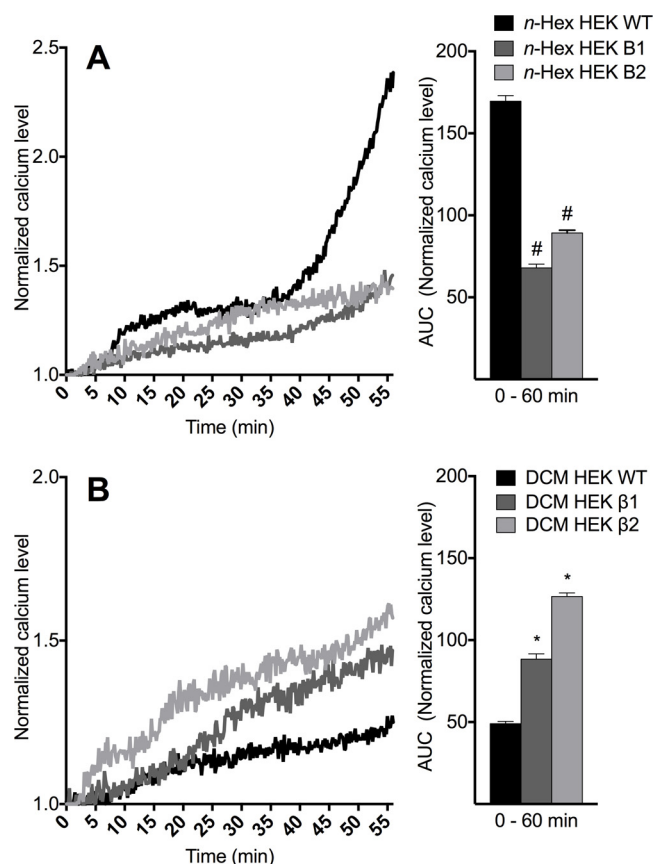 A
2.5
2.0
1.5
1.0
Normalized calcium level
0 5 10 15 20 25 30 35 40 45 50 55
Time (min)
n-Hex HEK WT
n-Hex HEK B1
n-Hex HEK B2
200
150
100
50
AUC (Normalized calcium level)
# #
0 - 60 min
B
2.0
1.5
1.0
Normalized calcium level
0 5 10 15 20 25 30 35 40 45 50 55
Time (min)
DCM HEK WT
DCM HEK β1
DCM HEK β2
200
150
100
50
AUC (Normalized calcium level)
* *
0 - 60 min